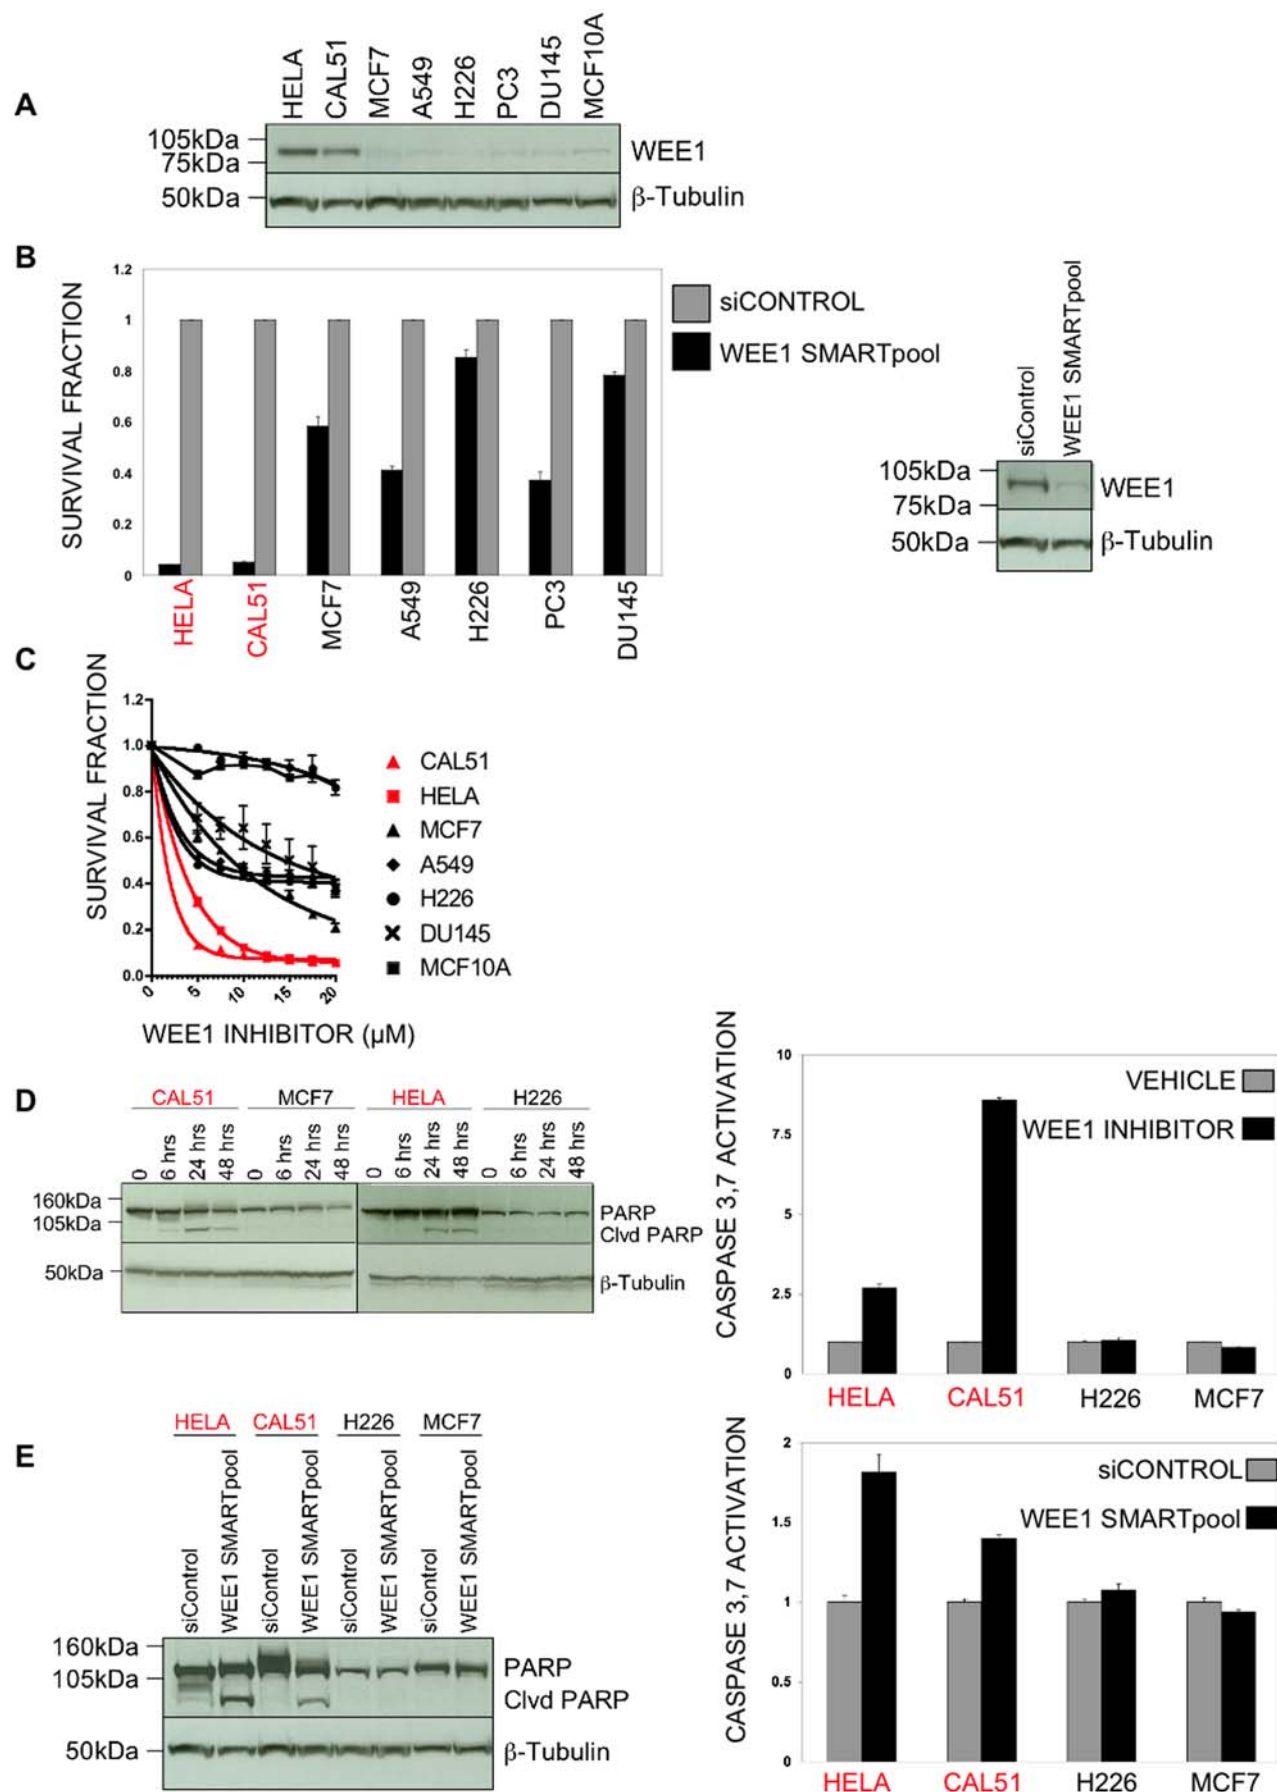 A
HELA
CAL51
MCF7
A549
H226
PC3
DU145
MCF10A
105kDa
75kDa
50kDa
WEE1
β-Tubulin
B
SURVIVAL FRACTION
1.2
1
0.8
0.6
0.4
0.2
0
HELA
CAL51
MCF7
A549
H226
PC3
DU145
siCONTROL
WEE1 SMARTpool
siControl
WEE1 SMARTpool
105kDa
75kDa
50kDa
WEE1
β-Tubulin
C
SURVIVAL FRACTION
1.2
1.0
0.8
0.6
0.4
0.2
0.0
0
5
10
15
20
WEE1 INHIBITOR (µM)
CAL51
HELA
MCF7
A549
H226
DU145
MCF10A
D
CAL51
MCF7
HELA
H226
0
6 hrs
24 hrs
48 hrs
0
6 hrs
24 hrs
48 hrs
0
6 hrs
24 hrs
48 hrs
0
6 hrs
24 hrs
48 hrs
160kDa
105kDa
50kDa
PARP
Clvd PARP
β-Tubulin
CASPASE 3,7 ACTIVATION
10
7.5
5
2.5
0
VEHICLE
WEE1 INHIBITOR
HELA
CAL51
H226
MCF7
E
HELA
CAL51
H226
MCF7
siControl
WEE1 SMARTpool
siControl
WEE1 SMARTpool
siControl
WEE1 SMARTpool
siControl
WEE1 SMARTpool
160kDa
105kDa
50kDa
PARP
Clvd PARP
β-Tubulin
CASPASE 3,7 ACTIVATION
2
1.5
1
0.5
0
siCONTROL
WEE1 SMARTpool
HELA
CAL51
H226
MCF7